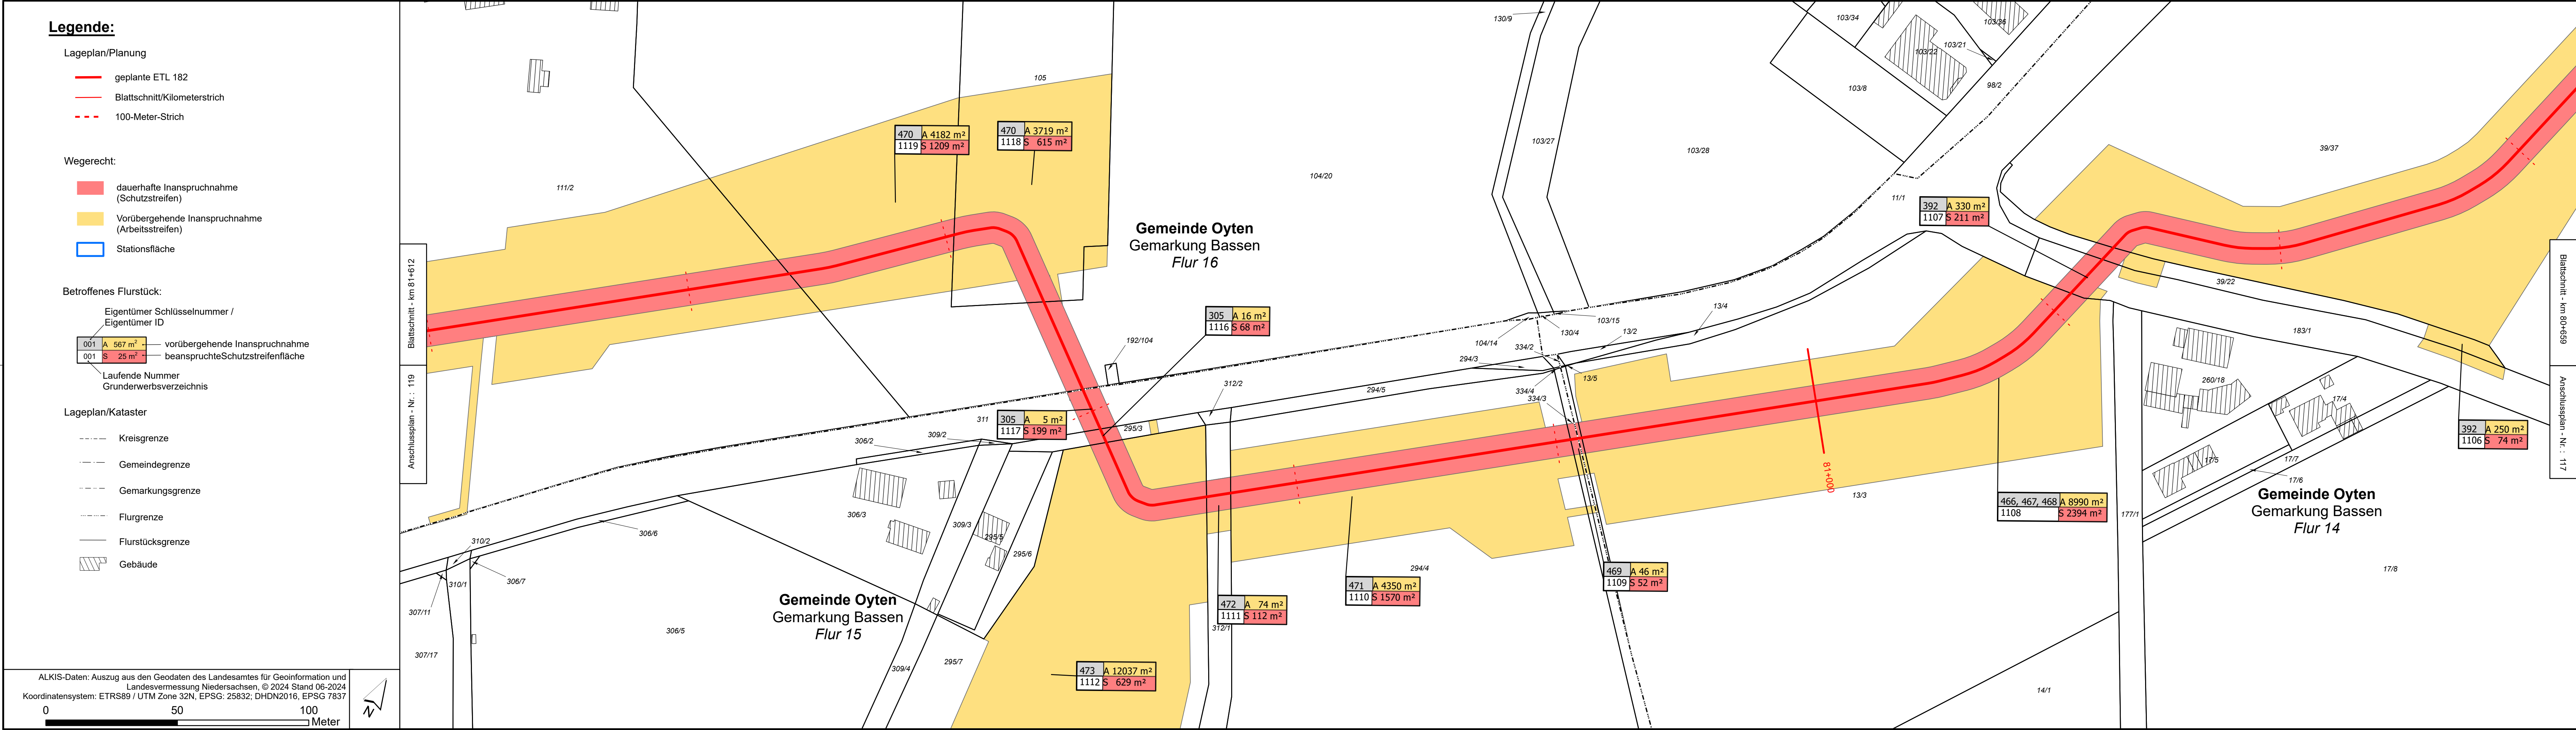 Legende:
Lageplan/Planung
geplante ETL 182
Blattschnitt/Kilometerstrich
100-Meter-Strich
Wegerecht:
dauerhafte Inanspruchnahme
(Schutzstreifen)
Vorübergehende Inanspruchnahme
(Arbeitsstreifen)
Stationsfläche
Betroffenes Flurstück:
Eigentümer Schlüsselnummer /
Eigentümer ID
001 A 567 m²
001 S 25 m²
vorübergehende Inanspruchnahme
beanspruchteSchutzstreifenfläche
Laufende Nummer
Grunderwerbsverzeichnis
Lageplan/Kataster
Kreisgrenze
Gemeindegrenze
Gemarkungsgrenze
Flurgrenze
Flurstücksgrenze
Gebäude
ALKIS-Daten: Auszug aus den Geodaten des Landesamtes für Geoinformation und
Landesvermessung Niedersachsen, © 2024 Stand 06-2024
Koordinatensystem: ETRS89 / UTM Zone 32N, EPSG: 25832; DHDN2016, EPSG 7837
0 50 100
Meter
N
Blattschnitt - km 81+612
Anschlussplan - Nr. : 119
111/2
105
470 A 4182 m²
1119 S 1209 m²
470 A 3719 m²
1118 S 615 m²
104/20
Gemeinde Oyten
Gemarkung Bassen
Flur 16
305 A 16 m²
1116 S 68 m²
192/104
305 A 5 m²
1117 S 199 m²
311
309/2
306/2
295/3
312/2
294/5
294/3
104/14
334/2
334/4
334/3
13/5
130/4
103/15
13/2
13/4
130/9
103/27
103/28
103/34
103/36
103/22
103/21
103/8
98/2
11/1
392 A 330 m²
1107 S 211 m²
39/37
39/22
183/1
260/18
17/4
17/5
17/7
17/6
Gemeinde Oyten
Gemarkung Bassen
Flur 14
392 A 250 m²
1106 S 74 m²
466, 467, 468 A 8990 m²
1108 S 2394 m²
177/1
17/8
14/1
13/3
81+000
469 A 46 m²
1109 S 52 m²
294/4
471 A 4350 m²
1110 S 1570 m²
472 A 74 m²
1111 S 112 m²
312/1
473 A 12037 m²
1112 S 629 m²
306/3
309/3
295/5
295/6
306/6
310/2
306/7
310/1
307/11
307/17
306/5
Gemeinde Oyten
Gemarkung Bassen
Flur 15
309/4
295/7
Blattschnitt - km 80+659
Anschlussplan - Nr. : 117